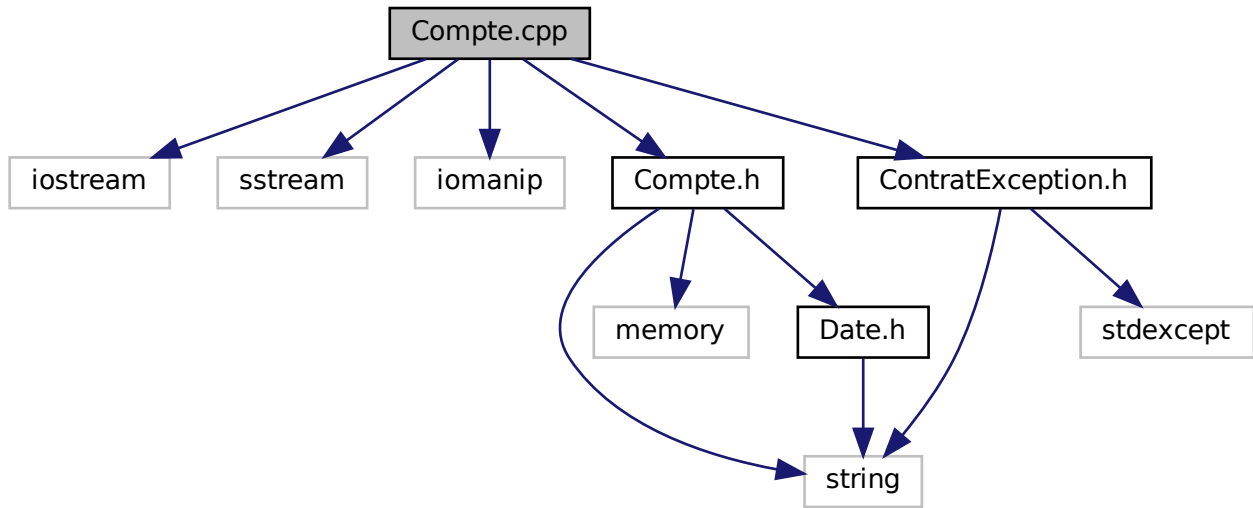 Compte.cpp
iostream
sstream
iomanip
Compte.h
ContratException.h
memory
Date.h
stdexcept
string